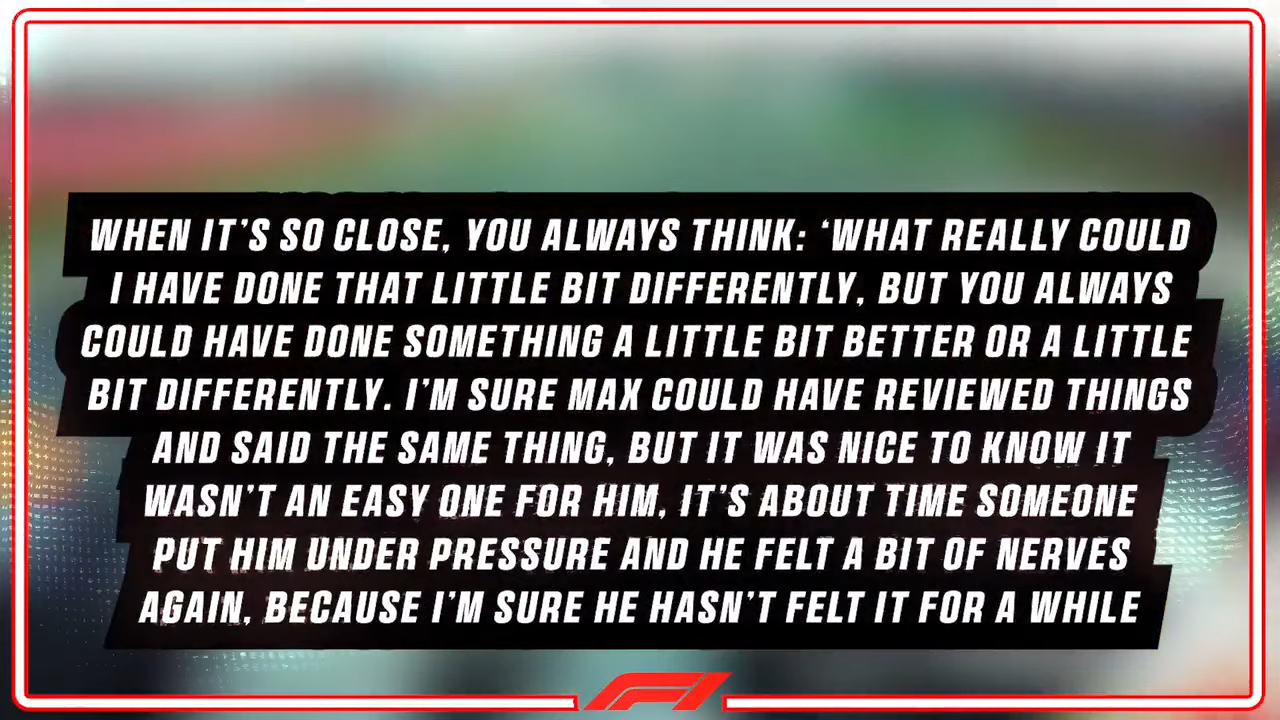 WHEN IT'S SO CLOSE, YOU ALWAYS THINK: ‘WHAT REALLY COULD
I HAVE DONE THAT LITTLE BIT DIFFERENTLY, BUT YOU ALWAYS
COULD HAVE DONE SOMETHING A LITTLE BIT BETTER OR A LITTLE
BIT DIFFERENTLY. I'M SURE MAX COULD HAVE REVIEWED THINGS
AND SAID THE SAME THING, BUT IT WAS NICE TO KNOW IT
WASN'T AN EASY ONE FOR HIM, IT'S ABOUT TIME SOMEONE
PUT HIM UNDER PRESSURE AND HE FELT A BIT OF NERVES
AGAIN, BECAUSE I'M SURE HE HASN'T FELT IT FOR A WHILE
F1